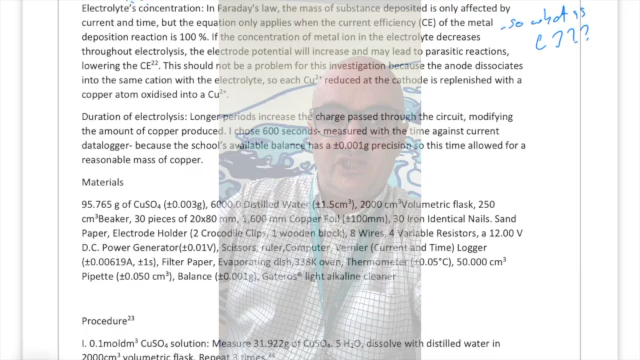 Electrolyte's concentration: In Faraday's law, the mass of substance deposited is only affected by
current and time, but the equation only applies when the current efficiency (CE) of the metal
deposition reaction is 100 %. If the concentration of metal ion in the electrolyte decreases
throughout electrolysis, the electrode potential will increase and may lead to parasitic reactions,
lowering the CE²². This should not be a problem for this investigation because the anode dissociates
into the same cation with the electrolyte, so each Cu²⁺ reduced at the cathode is replenished with a
copper atom oxidised into a Cu²⁺.
-so what is
Duration of electrolysis: Longer periods increase the charge passed through the circuit, modifying
the amount of copper produced. I chose 600 seconds- measured with the time against current
datalogger- because the school's available balance has a ±0.001g precision so this time allowed for a
reasonable mass of copper.
Materials
95.765 g of CuSO₄ (±0.003g), 6000.0 Distilled Water (±1.5cm³), 2000 cm³Volumetric flask, 250
cm³Beaker, 30 pieces of 20x80 mm, 1,600 mm Copper Foil (±100mm), 30 Iron Identical Nails. Sand
Paper, Electrode Holder (2 Crocodile Clips, 1 wooden block), 8 Wires, 4 Variable Resistors, a 12.00 V
D.C. Power Generator(±0.01V), Scissors, ruler,Computer, Vernier (Current and Time) Logger
(±0.00619A, ±1s), Filter Paper, Evaporating dish, 338K oven, Thermometer (±0.05°C), 50.000 cm³
Pipette (±0.050 cm³), Balance (±0.001g), Gateros® light alkaline cleaner
Procedure²³
I. 0.1moldm³ CuSO₄ solution: Measure 31.922g of CuSO₄. 5 H₂O, dissolve with distilled water in
2000cm³ volumetric flask. Repeat 3 times.²⁴